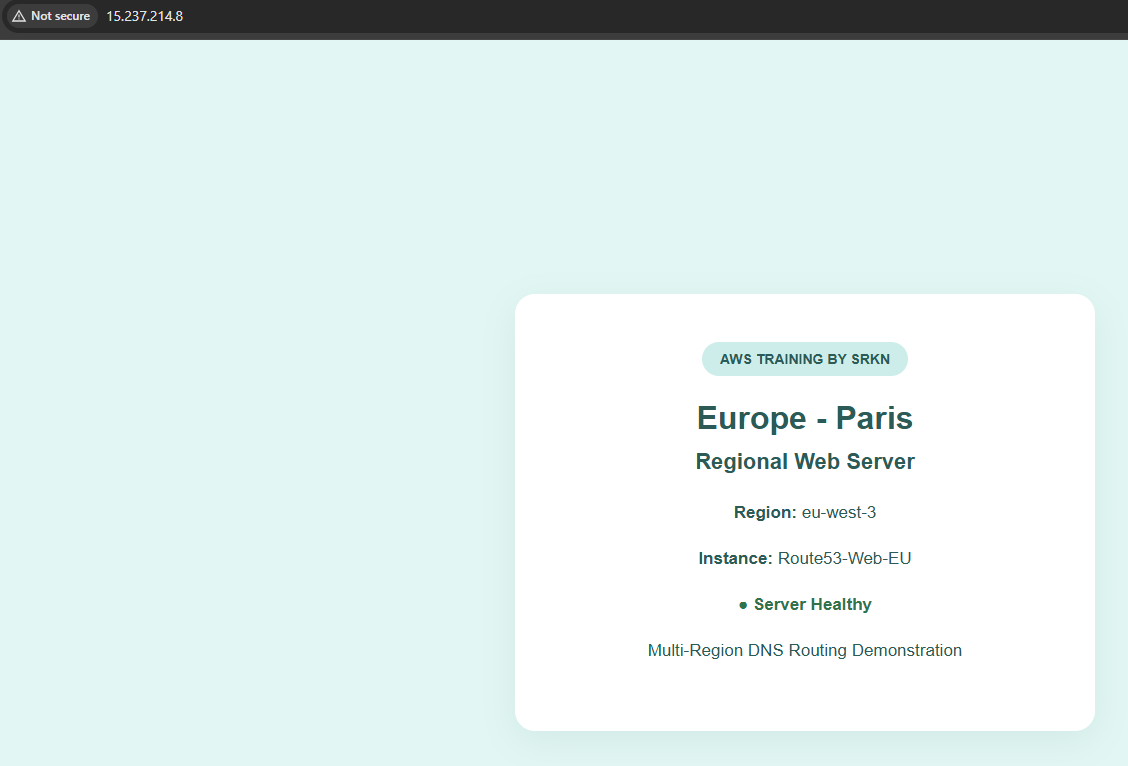 Not secure 15.237.214.8
AWS TRAINING BY SRKN
Europe - Paris
Regional Web Server
Region: eu-west-3
Instance: Route53-Web-EU
● Server Healthy
Multi-Region DNS Routing Demonstration